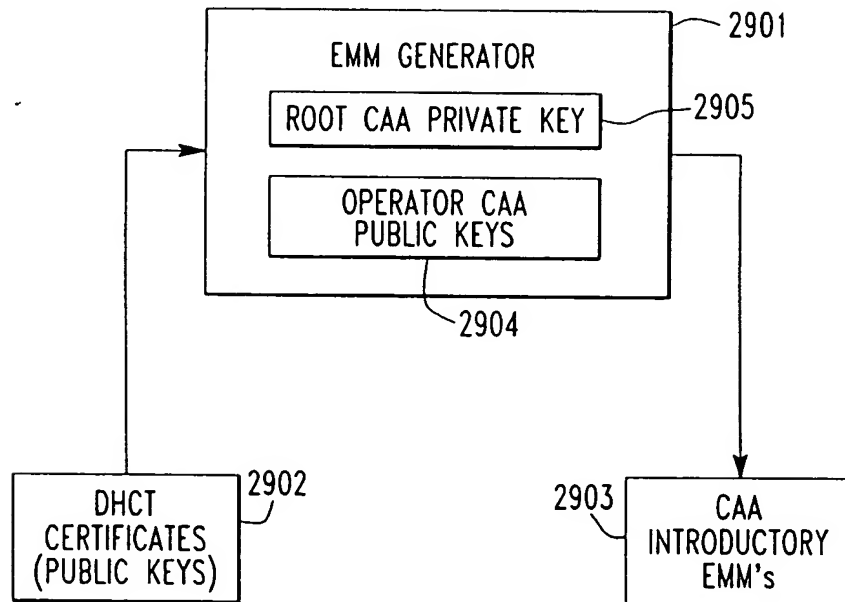 2901
EMM GENERATOR
ROOT CAA PRIVATE KEY
2905
OPERATOR CAA
PUBLIC KEYS
2904
2902
DHCT
CERTIFICATES
(PUBLIC KEYS)
2903
CAA
INTRODUCTORY
EMM's